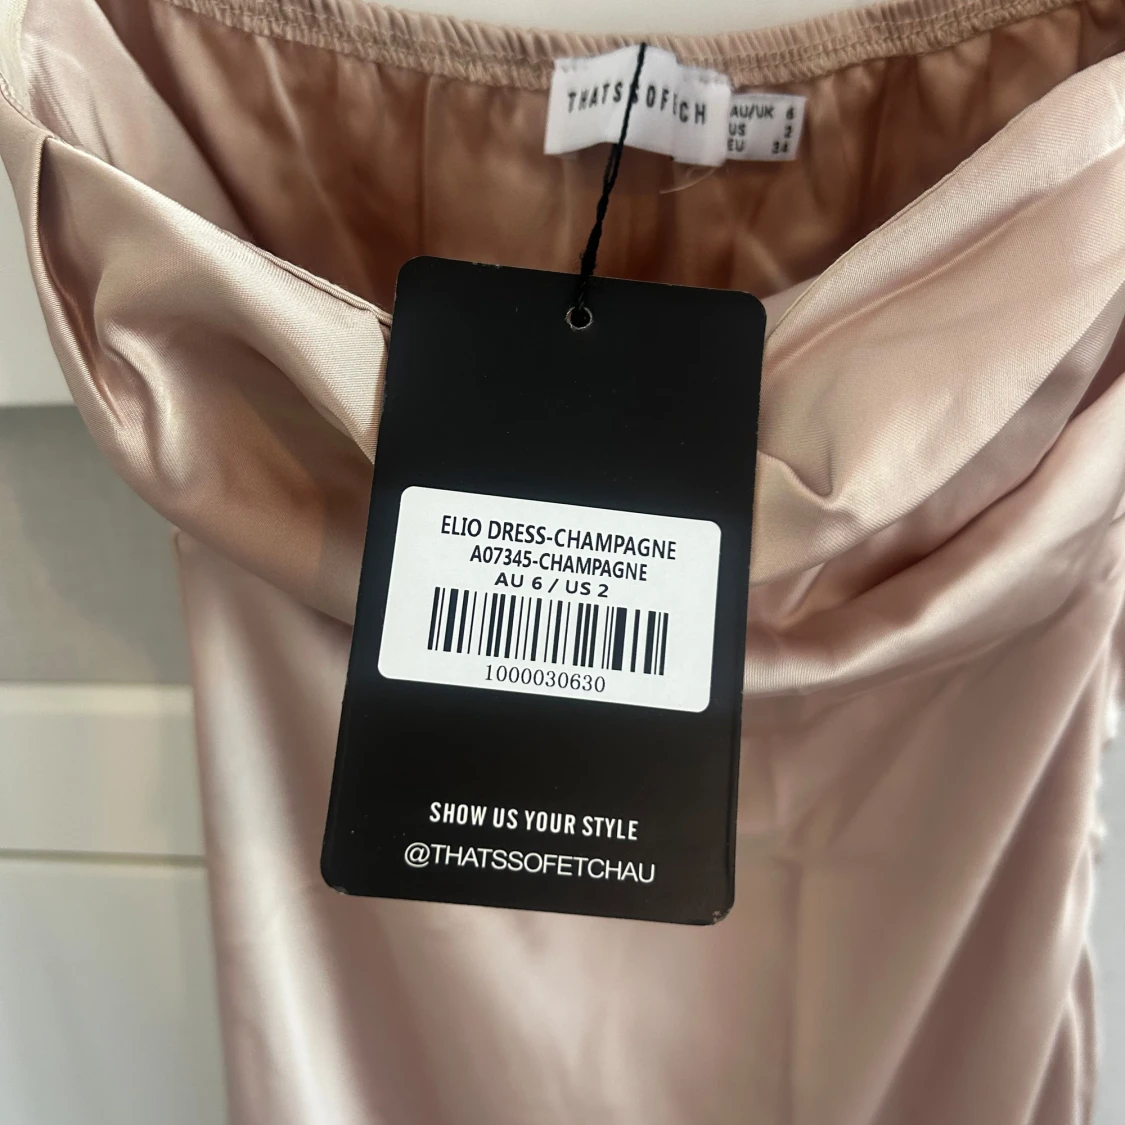 THATSSOFETCH
AU/UK 6
US 2
EU 34
ELIO DRESS-CHAMPAGNE
A07345-CHAMPAGNE
AU 6 / US 2
1000030630
SHOW US YOUR STYLE
@THATSSOFETCHAU